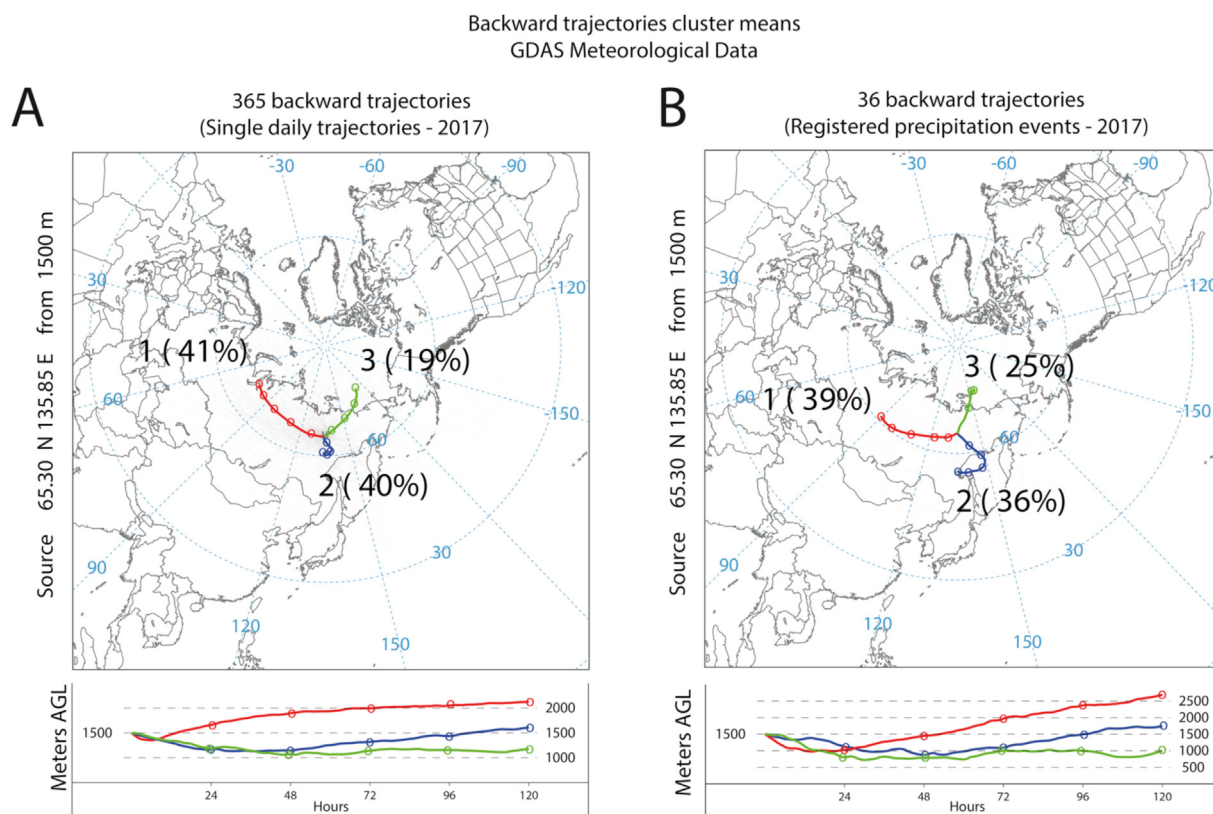 Backward trajectories cluster means
GDAS Meteorological Data
A
365 backward trajectories
(Single daily trajectories - 2017)
Source 65.30 N 135.85 E from 1500 m
-30
-60
-90
30
-120
1 ( 41%)
3 ( 19%)
60
-150
60
2 ( 40%)
30
90
120
150
Meters AGL
1500
2000
1500
1000
24
48
72
96
120
Hours
B
36 backward trajectories
(Registered precipitation events - 2017)
Source 65.30 N 135.85 E from 1500 m
-30
-60
-90
30
-120
3 ( 25%)
1 ( 39%)
60
-150
60
2 ( 36%)
30
90
120
150
Meters AGL
1500
2500
2000
1500
1000
500
24
48
72
96
120
Hours